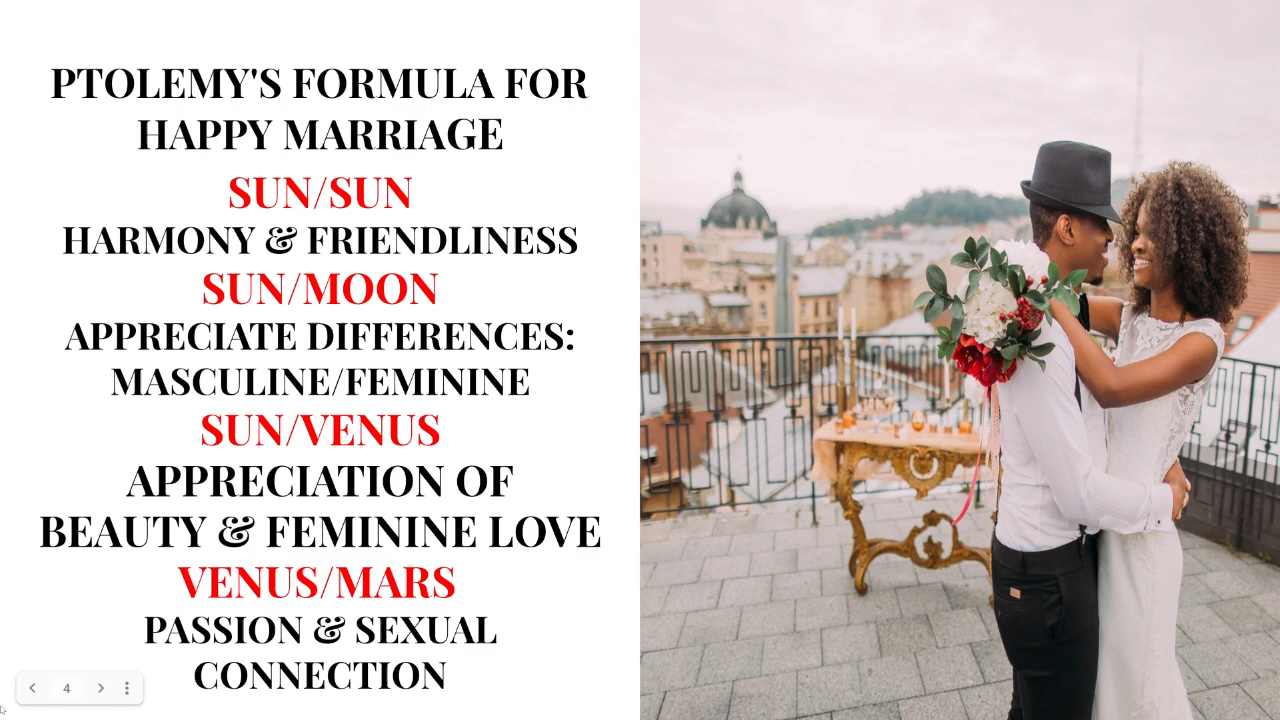 PTOLEMY'S FORMULA FOR
HAPPY MARRIAGE
SUN/SUN
HARMONY & FRIENDLINESS
SUN/MOON
APPRECIATE DIFFERENCES:
MASCULINE/FEMININE
SUN/VENUS
APPRECIATION OF
BEAUTY & FEMININE LOVE
VENUS/MARS
PASSION & SEXUAL
CONNECTION
4